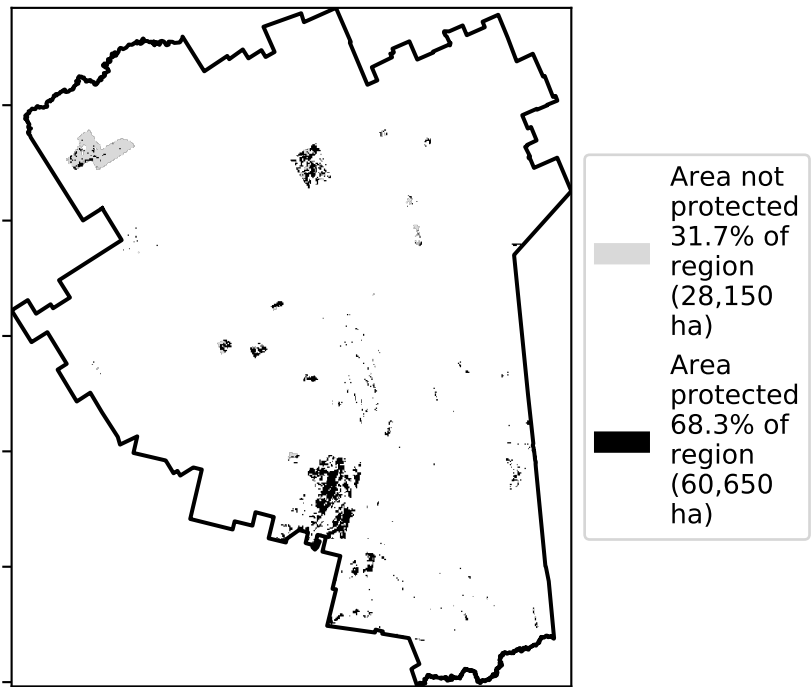 Area not
protected
31.7% of
region
(28,150
ha)
Area
protected
68.3% of
region
(60,650
ha)